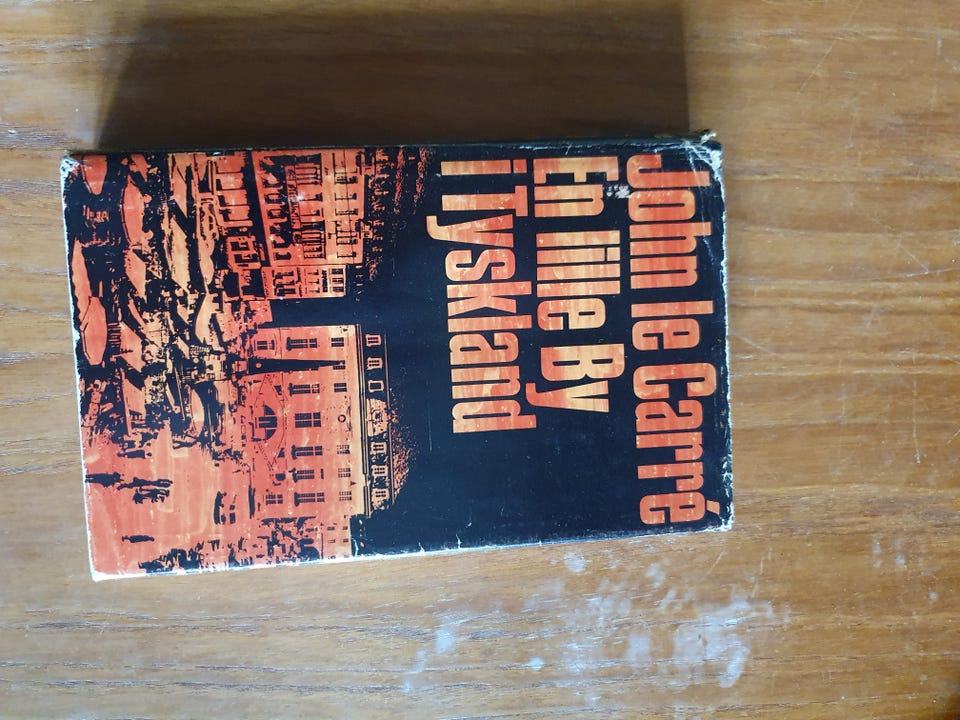 John le Carré
En lille By
i Tyskland